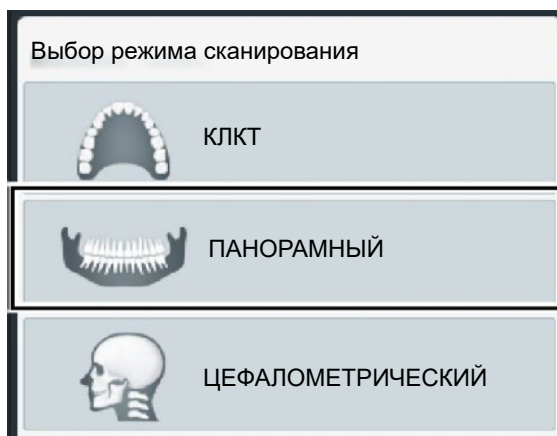 Выбор режима сканирования
КЛКТ
ПАНОРАМНЫЙ
ЦЕФАЛОМЕТРИЧЕСКИЙ